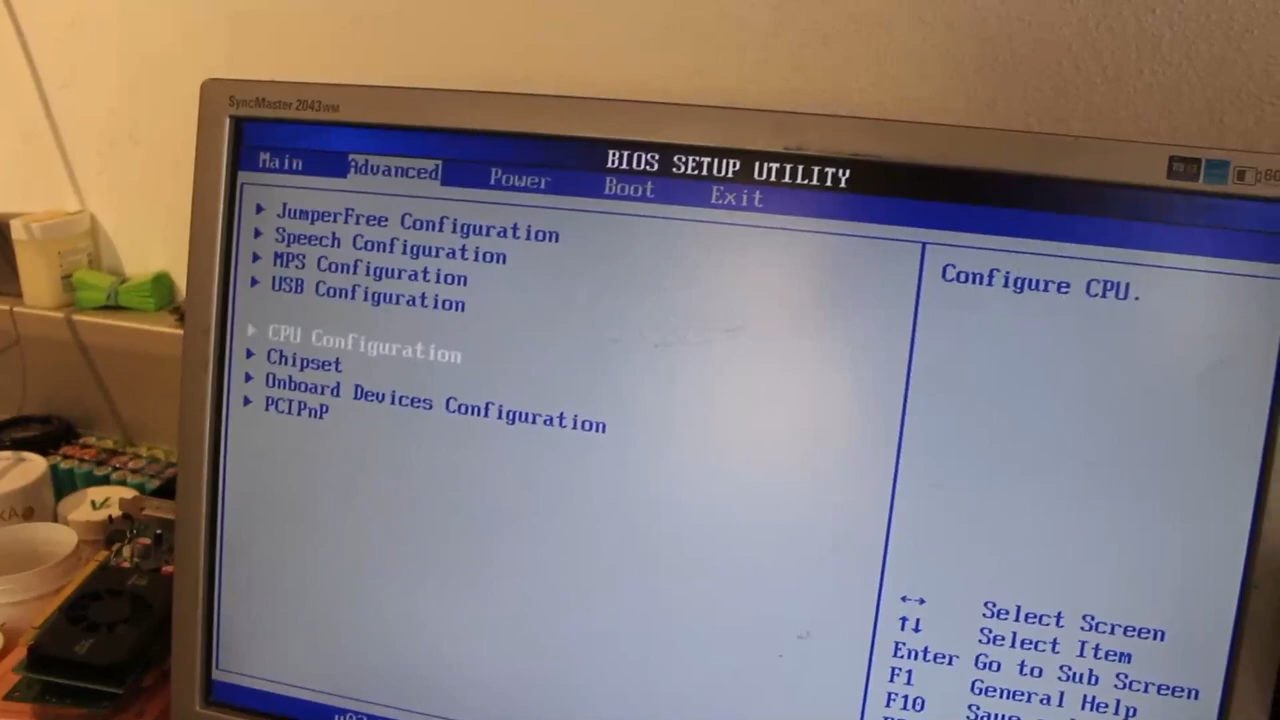 SyncMaster 2043WM
BIOS SETUP UTILITY
Main Advanced Power Boot Exit
JumperFree Configuration
Speech Configuration
MPS Configuration
USB Configuration
CPU Configuration
Chipset
Onboard Devices Configuration
PCIPnP
Configure CPU.
←→ Select Screen
↑↓ Select Item
Enter Go to Sub Screen
F1 General Help
F10